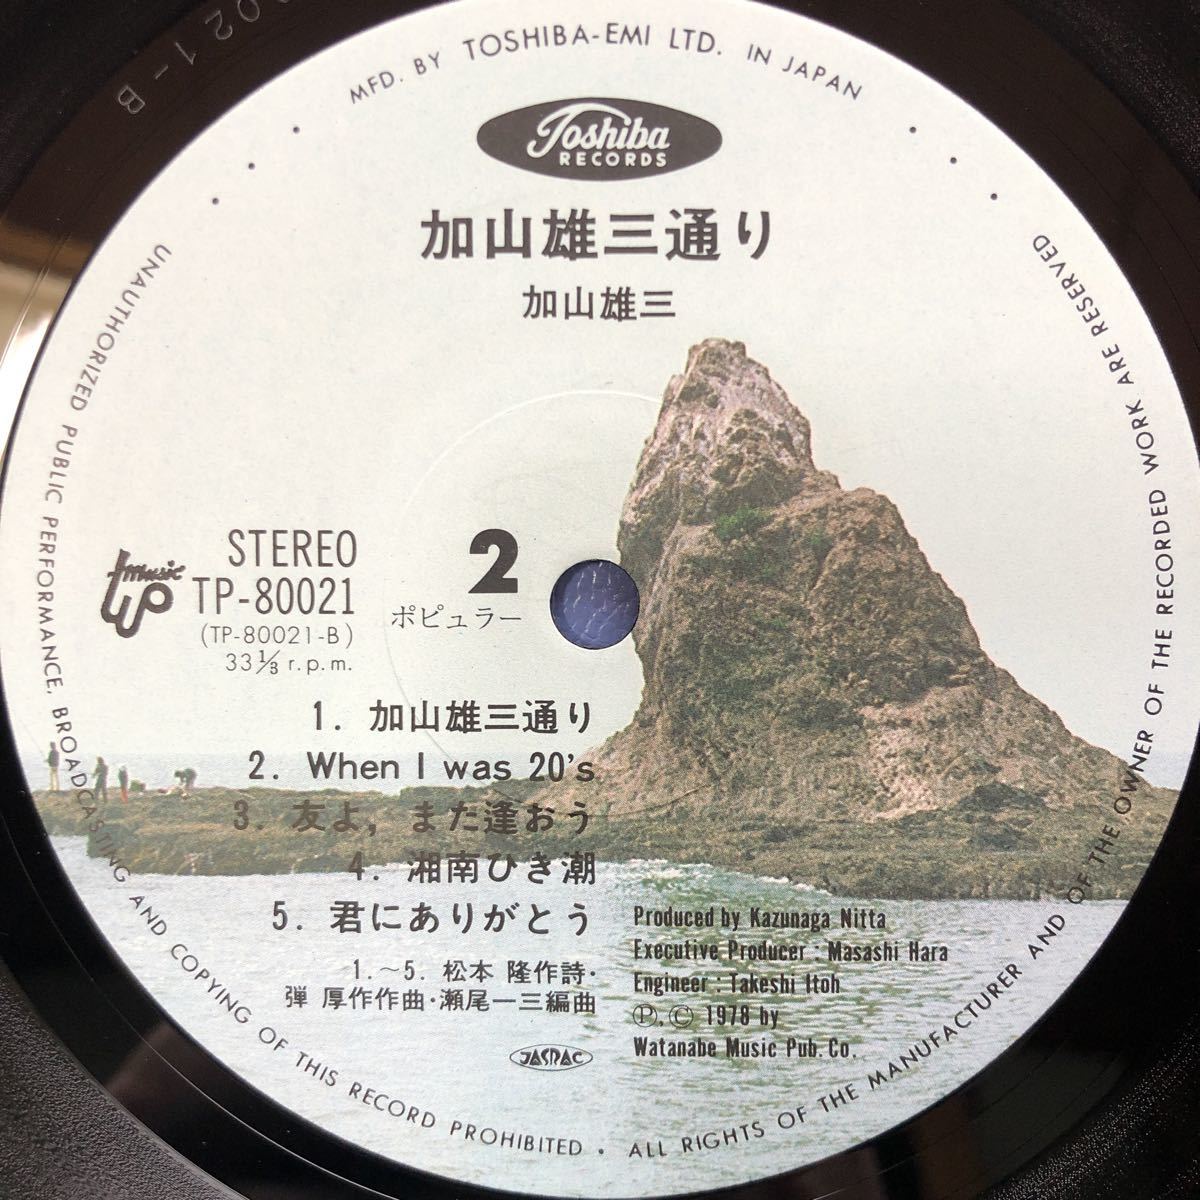 021-B
MFD. BY TOSHIBA-EMI LTD. IN JAPAN
Toshiba
RECORDS
加山雄三通り
加山雄三
music
up
STEREO
TP-80021
(TP-80021-B)
33⅓ r.p.m.
2
ポピュラー
1. 加山雄三通り
2. When I was 20's
3. 友よ, また逢おう
4. 湘南ひき潮
5. 君にありがとう
1.~5. 松本 隆作詩・
弾 厚作作曲・瀬尾一三編曲
JASRAC
Produced by Kazunaga Nitta
Executive Producer : Masashi Hara
Engineer : Takeshi Itoh
Ⓟ,© 1978 by
Watanabe Music Pub. Co.
UNAUTHORIZED PUBLIC PERFORMANCE, BROADCASTING AND COPYING OF THIS RECORD PROHIBITED • ALL RIGHTS OF THE MANUFACTURER AND OF THE OWNER OF THE RECORDED WORK ARE RESERVED